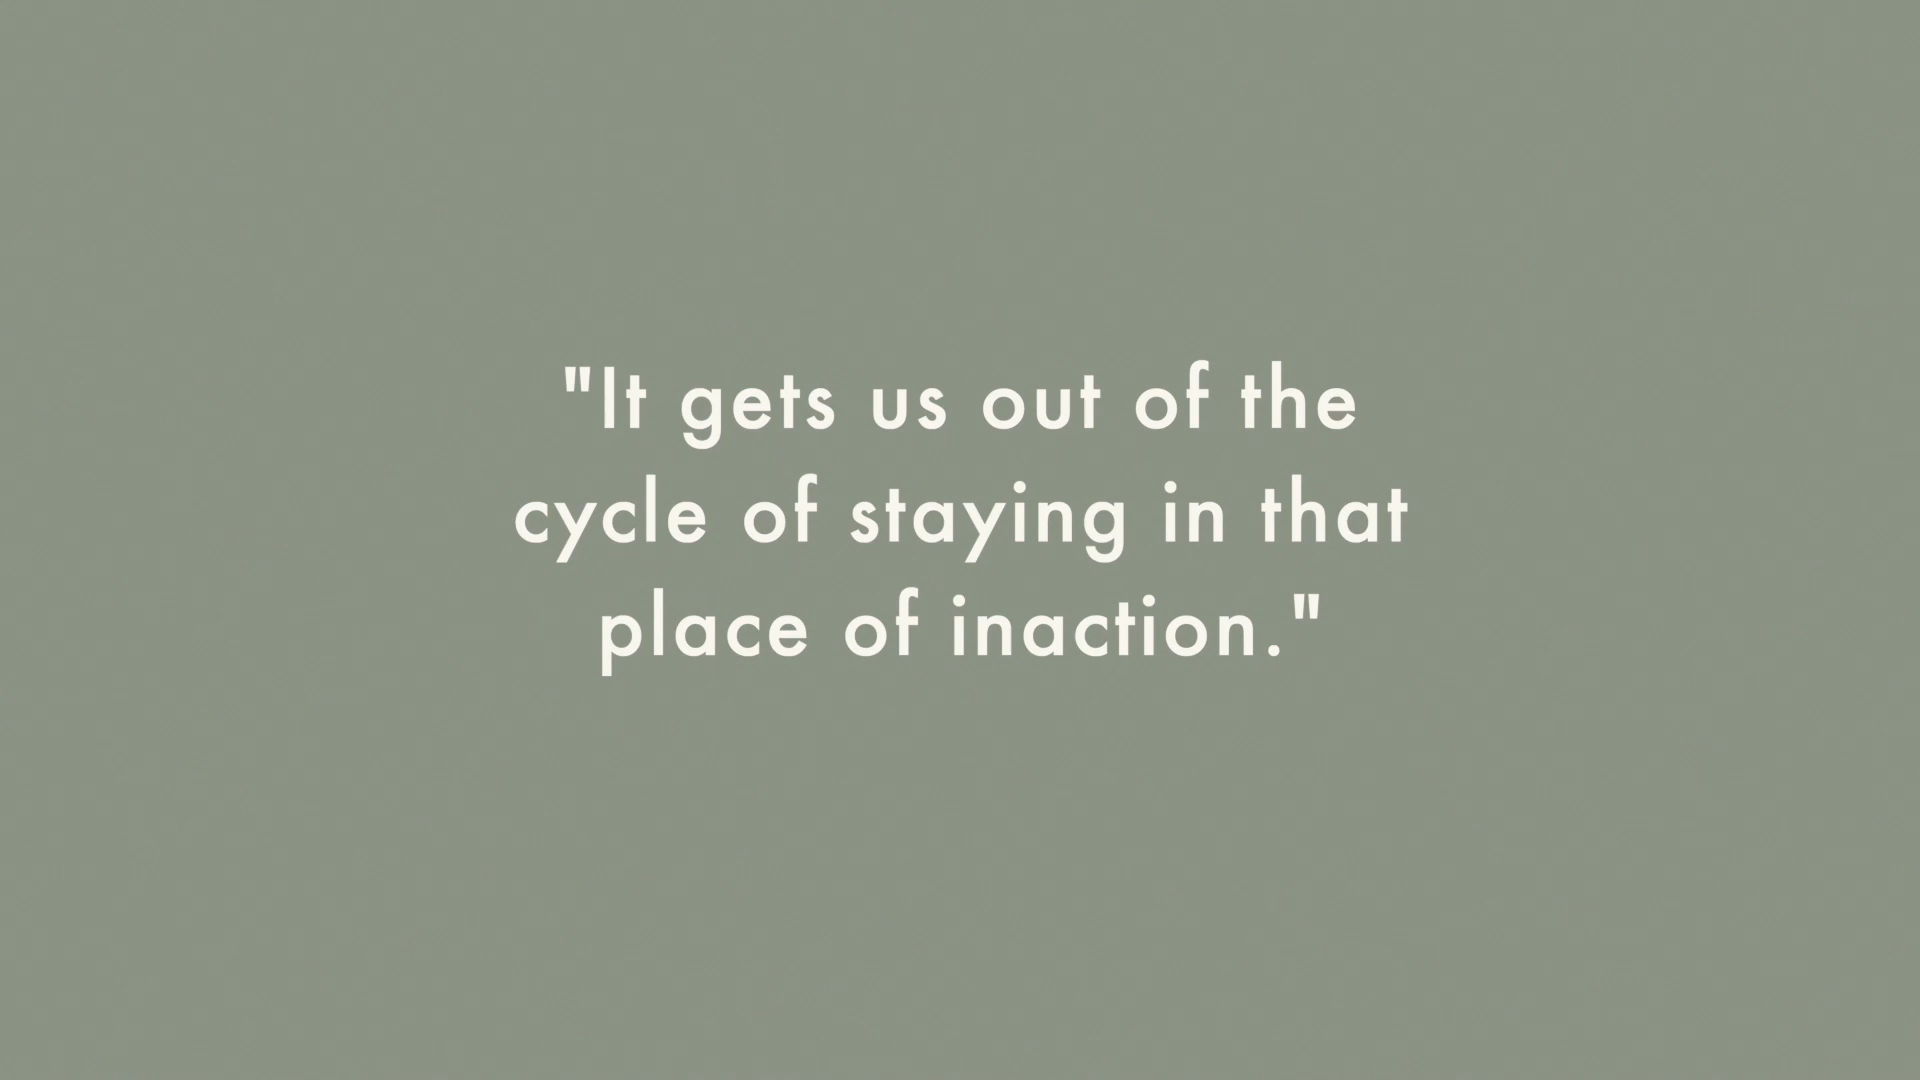 "It gets us out of the
cycle of staying in that
place of inaction."